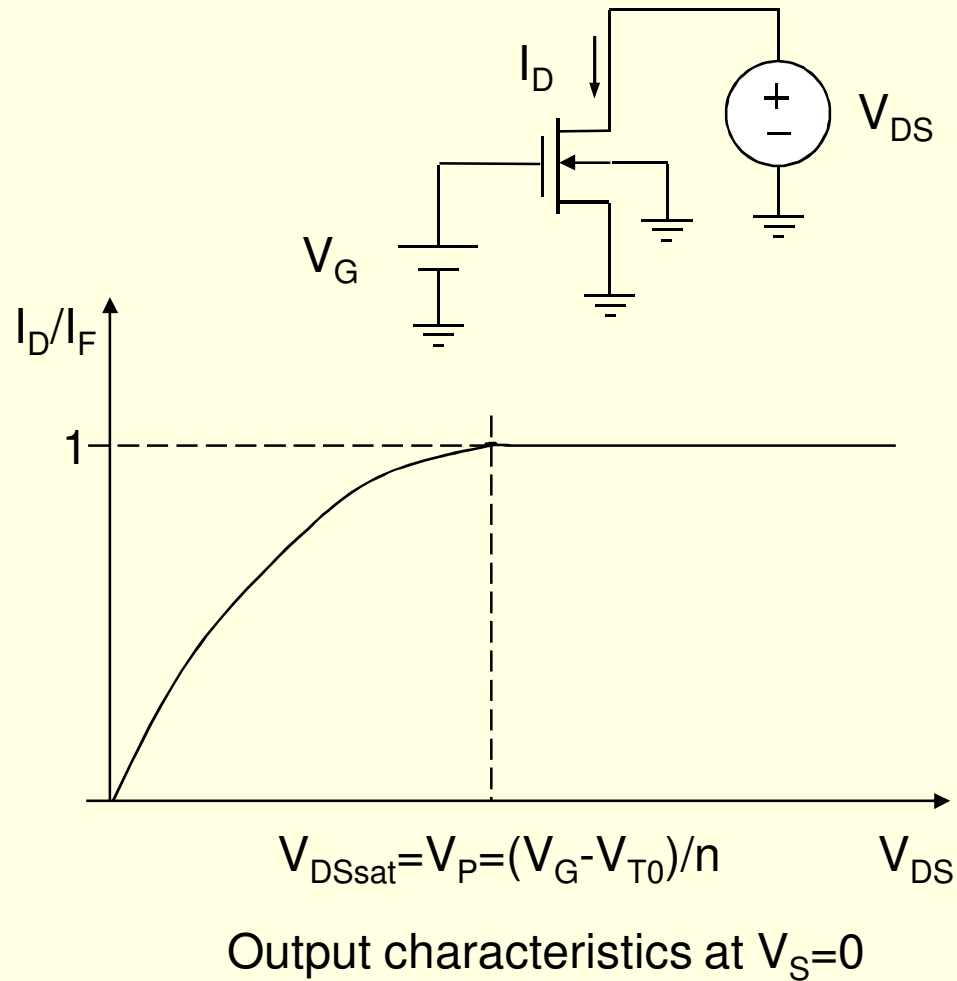 I_D
+
−
V_DS
V_G
I_D/I_F
1
V_DSsat=V_P=(V_G-V_T0)/n
V_DS
Output characteristics at V_S=0